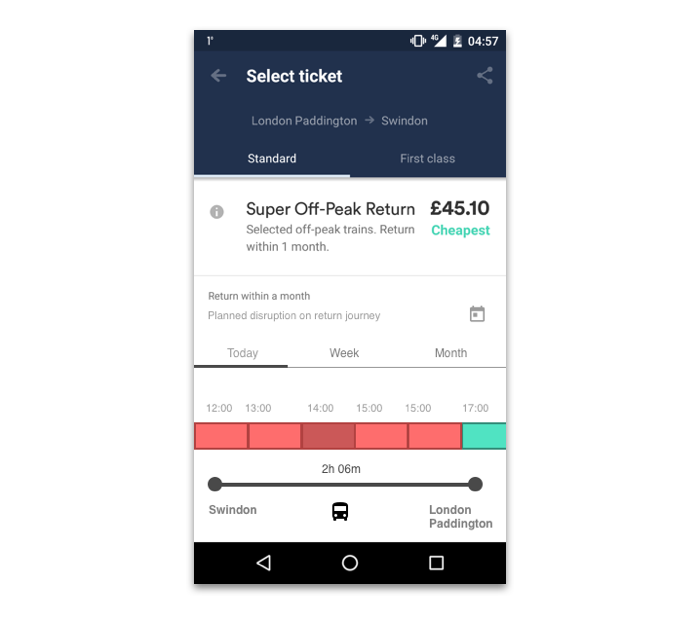 1° 4G 04:57
Select ticket
London Paddington → Swindon
Standard First class
Super Off-Peak Return £45.10
Selected off-peak trains. Return Cheapest
within 1 month.
Return within a month
Planned disruption on return journey
Today Week Month
12:00 13:00 14:00 15:00 15:00 17:00
2h 06m
Swindon London
Paddington